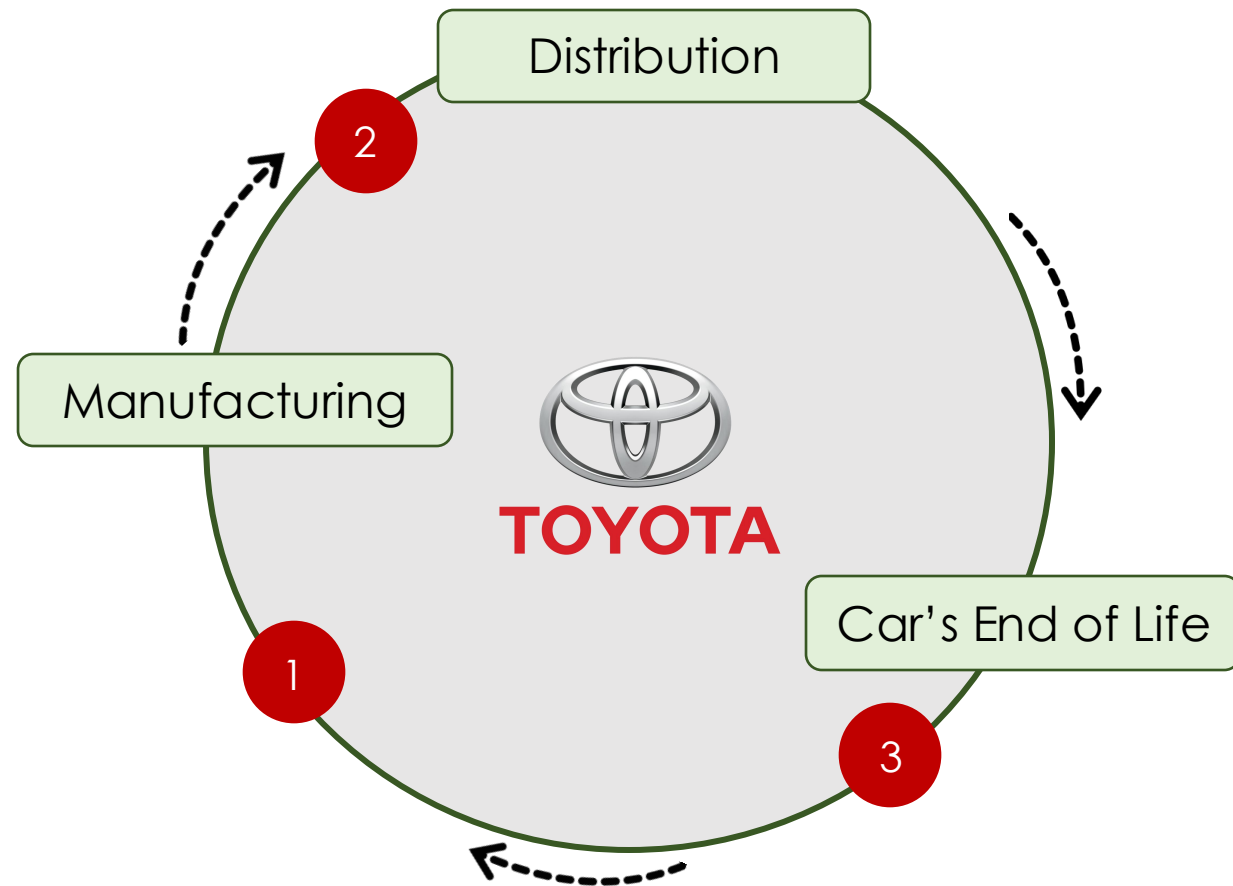 Distribution
2
Manufacturing
TOYOTA
Car’s End of Life
1
3